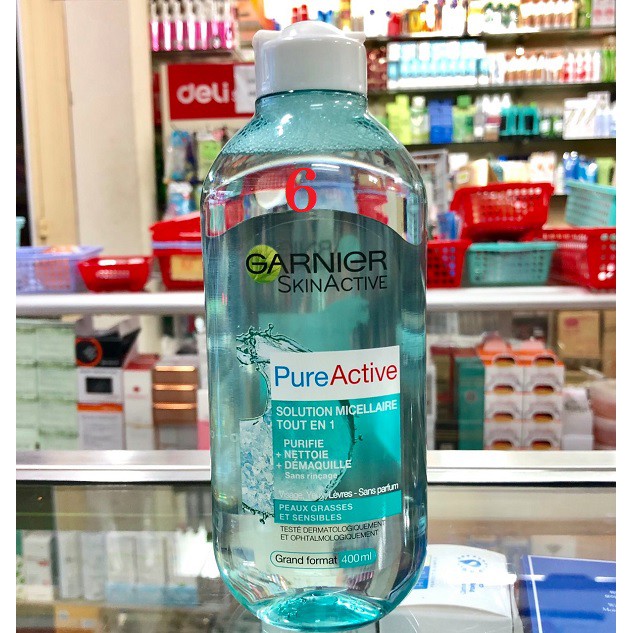 deli
6
GARNIER
SKINACTIVE
PureActive
SOLUTION MICELLAIRE
TOUT EN 1
PURIFIE
+ NETTOIE
+ DÉMAQUILLE
Sans rinçage
Lèvres - Sans parfum
PEAUX GRASSES
ET SENSIBLES
TESTÉ DERMATOLOGIQUEMENT
ET OPHTALMOLOGIQUEMENT
Grand format 400ml